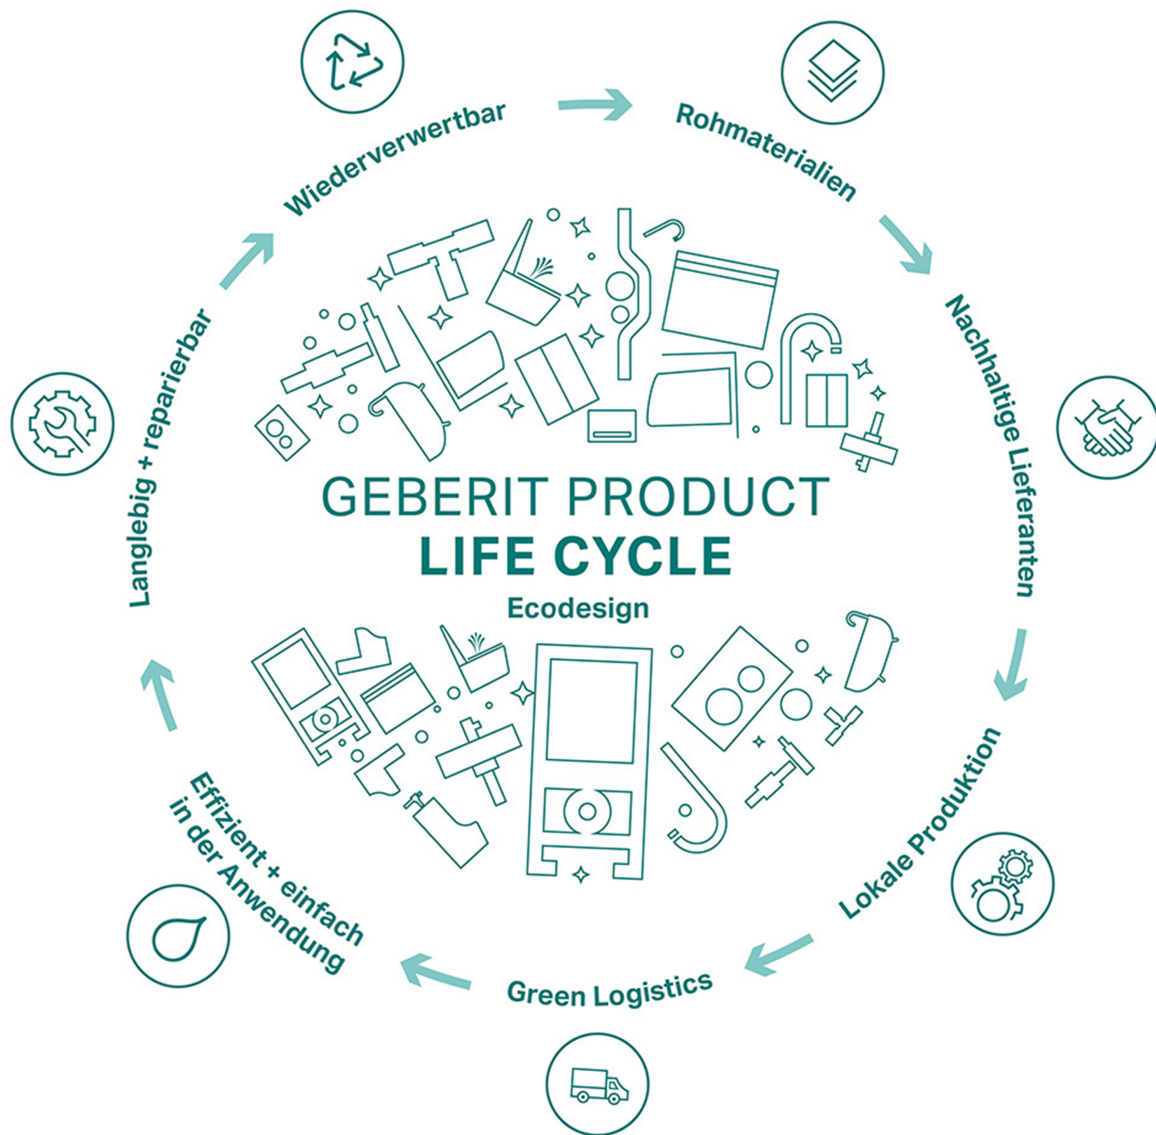 GEBERIT PRODUCT
LIFE CYCLE
Ecodesign
Rohmaterialien
Nachhaltige Lieferanten
Lokale Produktion
Green Logistics
Effizient + einfach
in der Anwendung
Langlebig + reparierbar
Wiederverwertbar